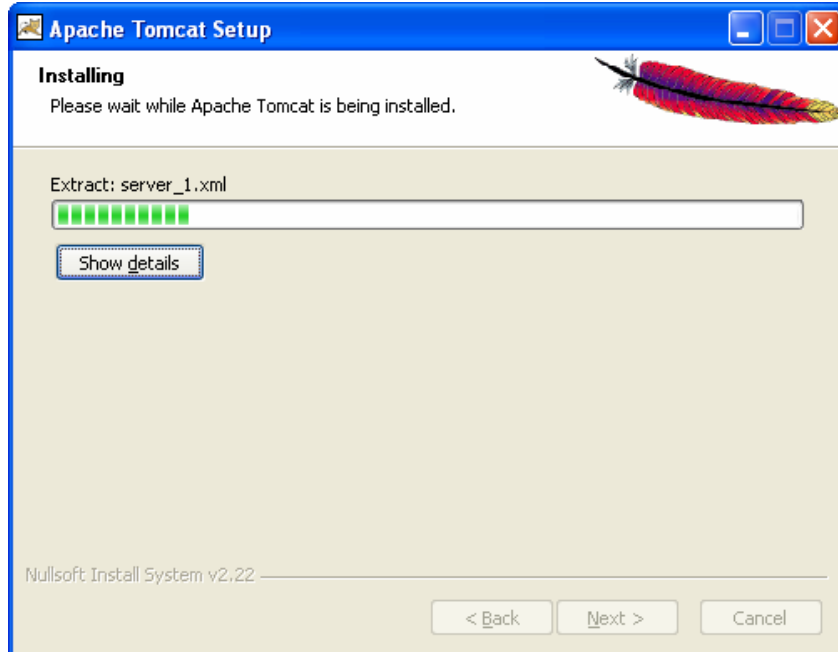 Apache Tomcat Setup
Installing
Please wait while Apache Tomcat is being installed.
Extract: server_1.xml
Show details
Nullsoft Install System v2.22
< Back
Next >
Cancel